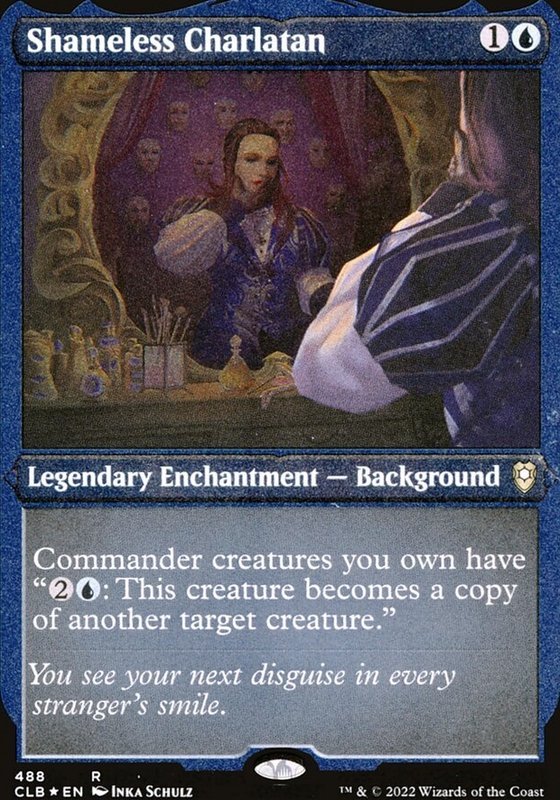 Shameless Charlatan 1
Legendary Enchantment — Background
Commander creatures you own have
“2: This creature becomes a copy
of another target creature.”
You see your next disguise in every
stranger’s smile.
488 R
CLB ★ EN Inka Schulz
™ & © 2022 Wizards of the Coast